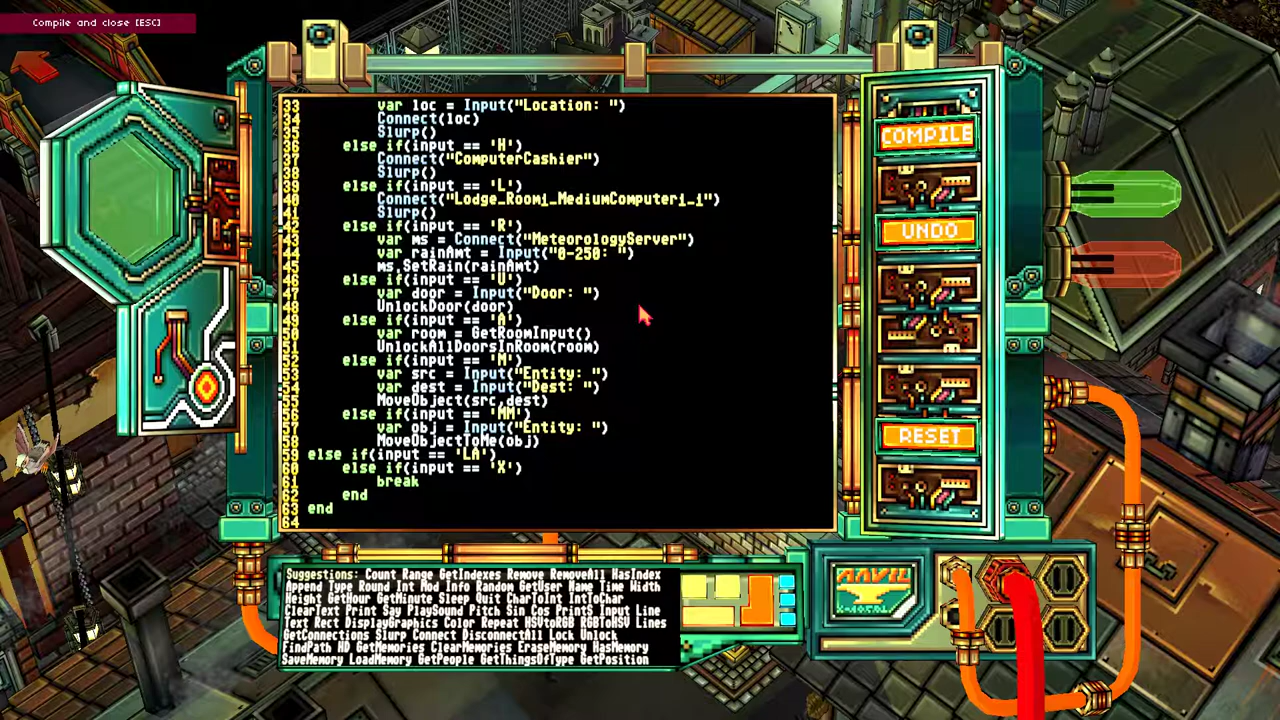 Compile and close [ESC]
33 var loc = Input("Location: ")
34 Connect(loc)
35 Slurp()
36 else if(input == 'H')
37 Connect("ComputerCashier")
38 Slurp()
39 else if(input == 'L')
40 Connect("Lodge_Room1_MediumComputer1_1")
41 Slurp()
42 else if(input == 'R')
43 var ms = Connect("MeteorologyServer")
44 var rainAmt = Input("0-250: ")
45 ms.SetRain(rainAmt)
46 else if(input == 'U')
47 var door = Input("Door: ")
48 UnlockDoor(door)
49 else if(input == 'A')
50 var room = GetRoomInput()
51 UnlockAllDoorsInRoom(room)
52 else if(input == 'M')
53 var src = Input("Entity: ")
54 var dest = Input("Dest: ")
55 MoveObject(src,dest)
56 else if(input == 'MM')
57 var obj = Input("Entity: ")
58 MoveObjectToMe(obj)
59 else if(input == 'LA')
60 else if(input == 'X')
61 break
62 end
63 end
64
COMPILE
UNDO
RESET
Suggestions: Count Range GetIndexes Remove RemoveAll HasIndex
Append Type Round Int Mod Info Random GetUser Name Time Width
Height GetHour GetMinute Sleep Quit CharToInt IntToChar
ClearText Print Say PlaySound Pitch Sin Cos PrintS Input Line
Text Rect DisplayGraphics Color Repeat HSVtoRGB RGBToHSV Lines
GetConnections Slurp Connect DisconnectAll Lock Unlock
FindPath HD GetMemories ClearMemories EraseMemory HasMemory
SaveMemory LoadMemory GetPeople GetThingsOfType GetPosition
ANVIL